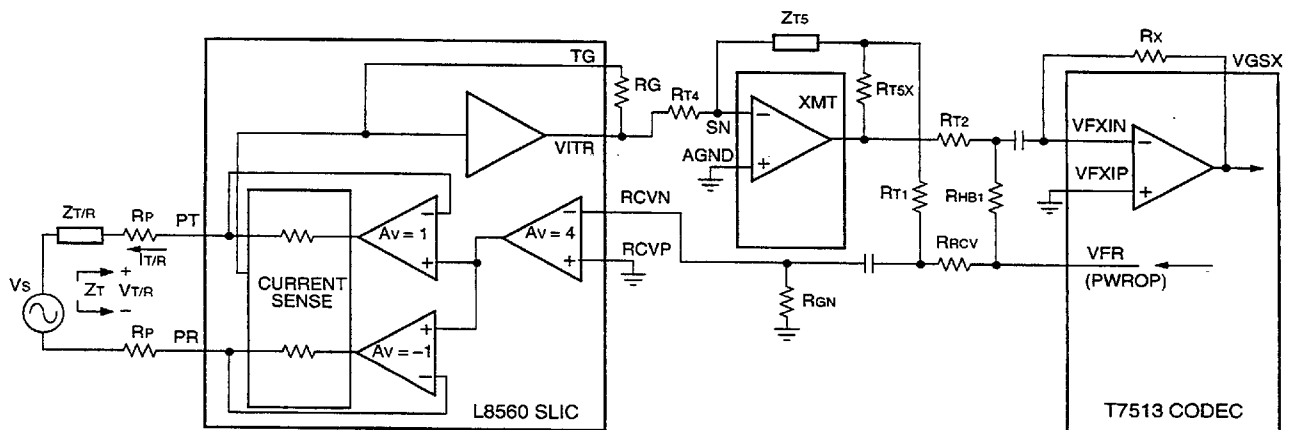 ZT5
TG
RX
VGSX
RG
RT4
RT5X
XMT
SN
RT2
VFXIN
VITR
AGND
VFXIP
ZT/R
RP
PT
AV = 1
RCVN
AV = 4
RCVP
RT1
RHB1
RRCV
VFR
(PWROP)
IT/R
VS
ZT
+
VT/R
−
CURRENT
SENSE
RGN
RP
PR
AV = −1
L8560 SLIC
T7513 CODEC